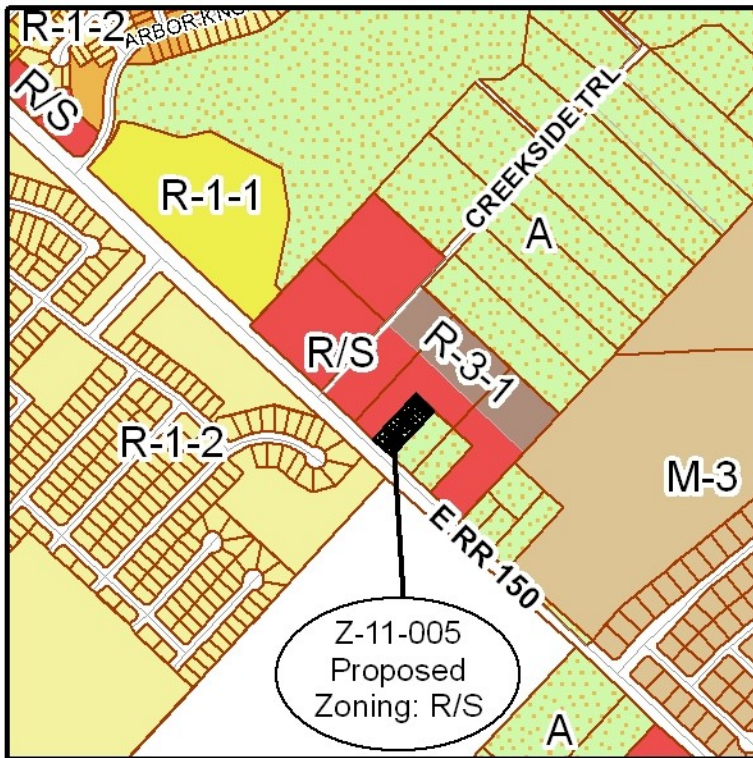 R-1-2
ARBOR KNO
R/S
R-1-1
CREEKSIDE TRL
A
R/S
R-3-1
R-1-2
M-3
E RR 150
Z-11-005
Proposed
Zoning: R/S
A